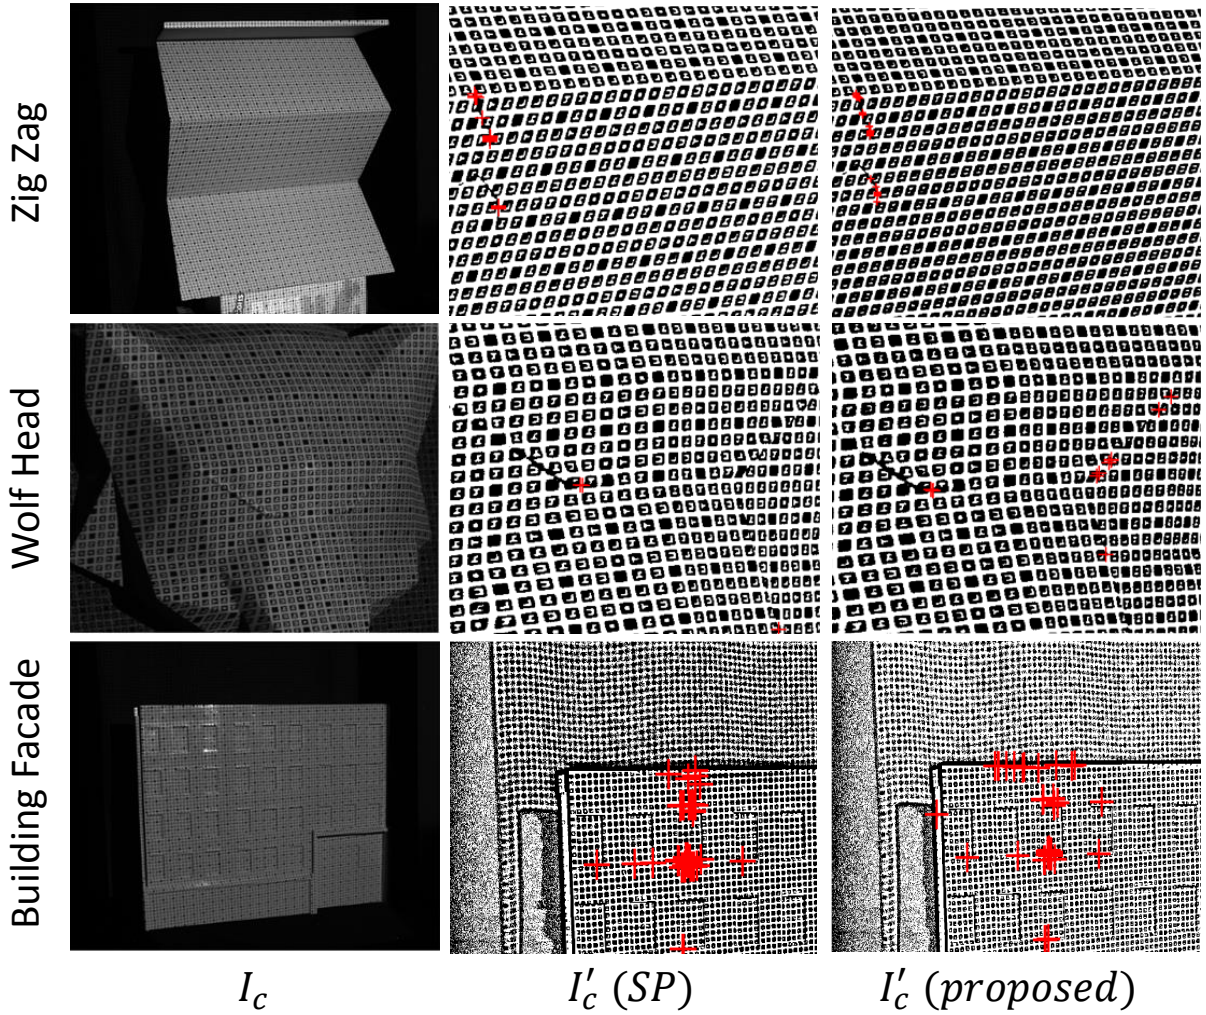 Zig Zag
Wolf Head
Building Facade
I_c
I'_c (SP)
I'_c (proposed)